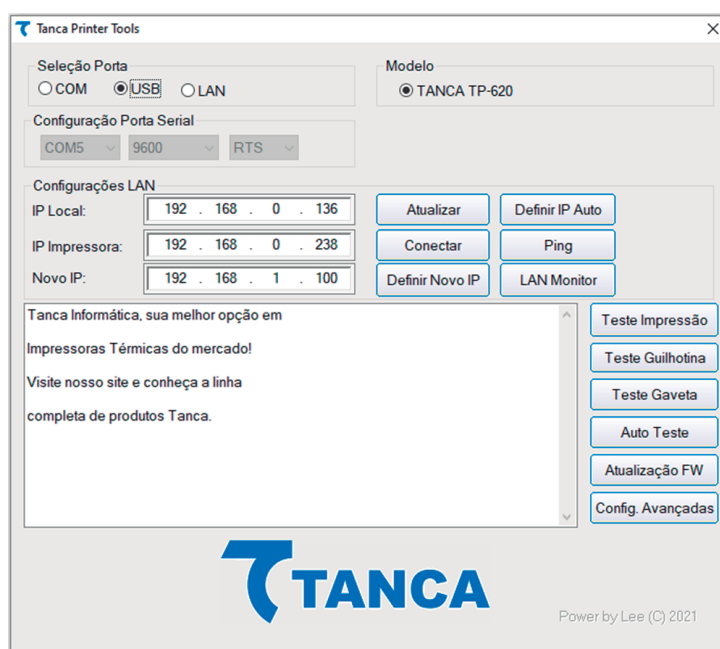 Tanca Printer Tools
Seleção Porta
COM USB LAN
Modelo
TANCA TP-620
Configuração Porta Serial
COM5 9600 RTS
Configurações LAN
IP Local: 192 . 168 . 0 . 136 Atualizar Definir IP Auto
IP Impressora: 192 . 168 . 0 . 238 Conectar Ping
Novo IP: 192 . 168 . 1 . 100 Definir Novo IP LAN Monitor
Tanca Informática, sua melhor opção em
Impressoras Térmicas do mercado!
Visite nosso site e conheça a linha
completa de produtos Tanca.
Teste Impressão
Teste Guilhotina
Teste Gaveta
Auto Teste
Atualização FW
Config. Avançadas
TANCA
Power by Lee (C) 2021